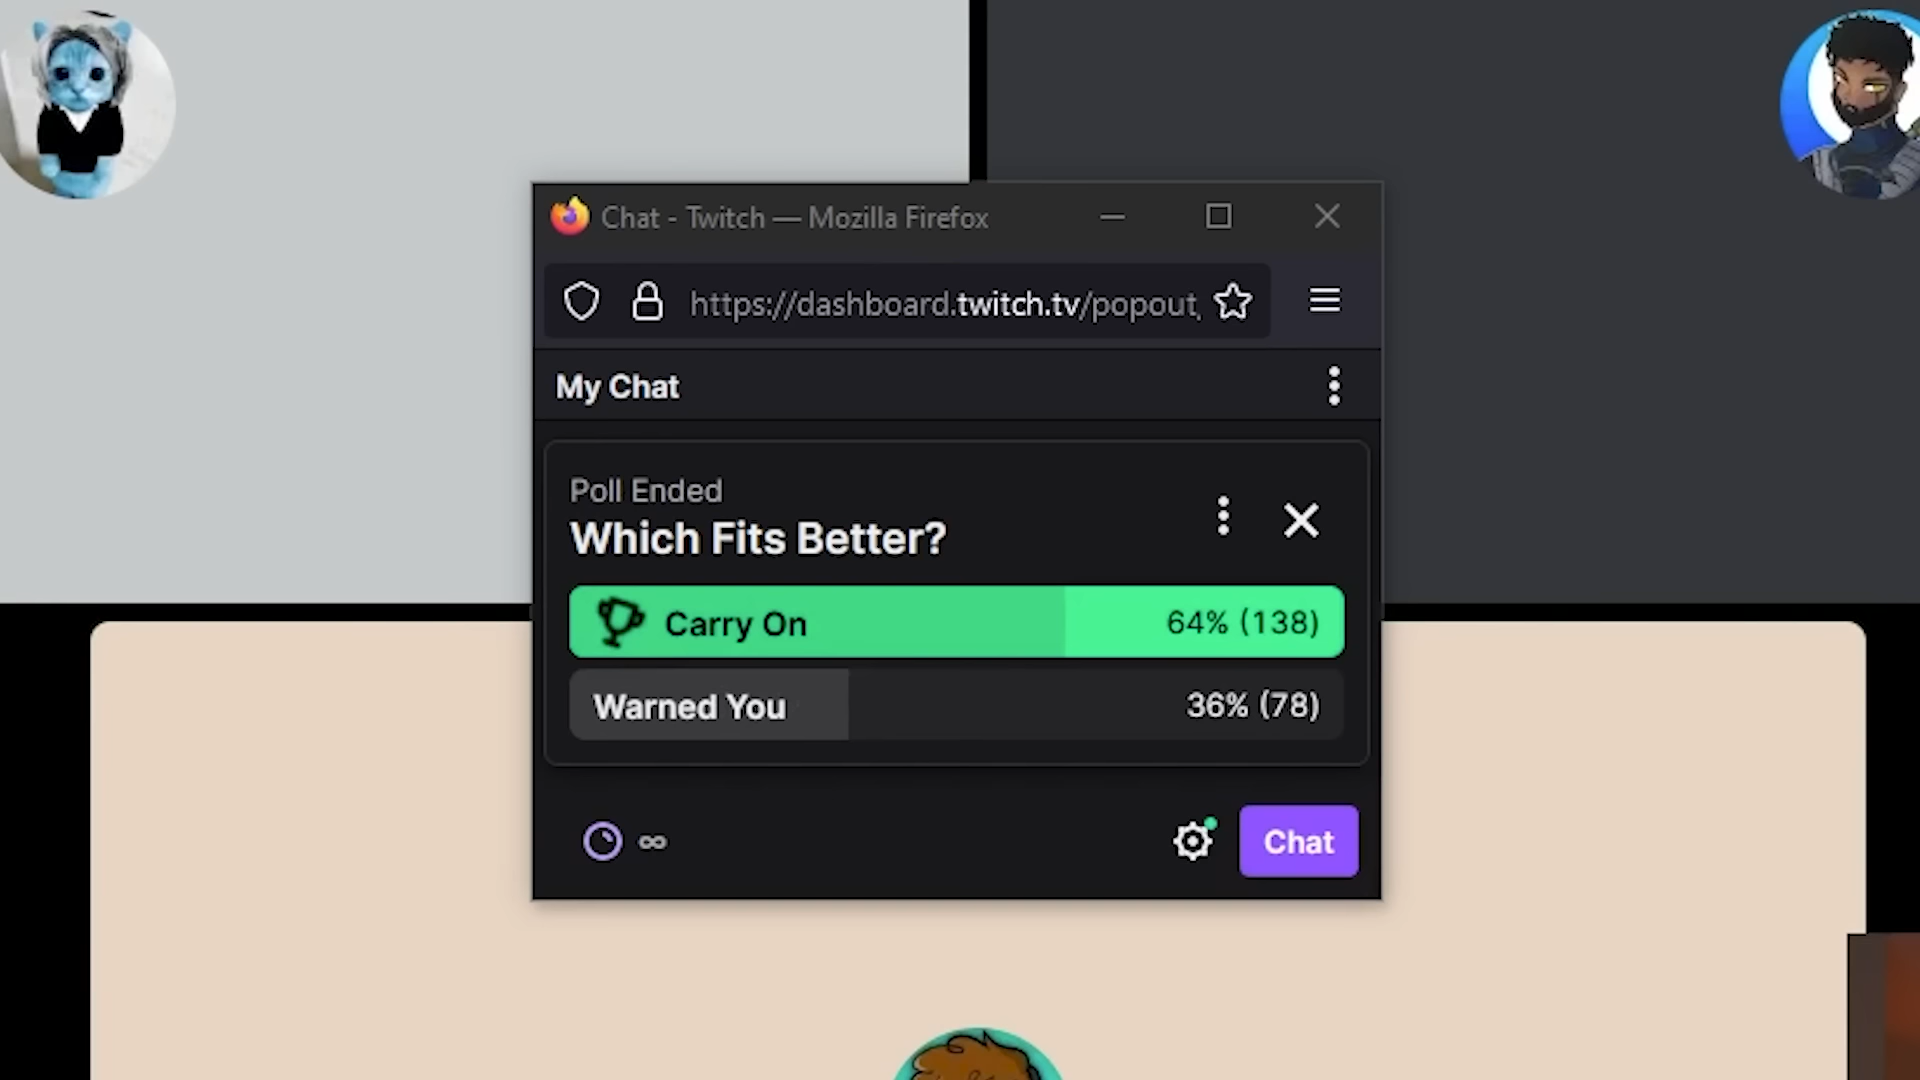 Chat - Twitch — Mozilla Firefox
https://dashboard.twitch.tv/popout
My Chat
Poll Ended
Which Fits Better?
Carry On 64% (138)
Warned You 36% (78)
∞
Chat